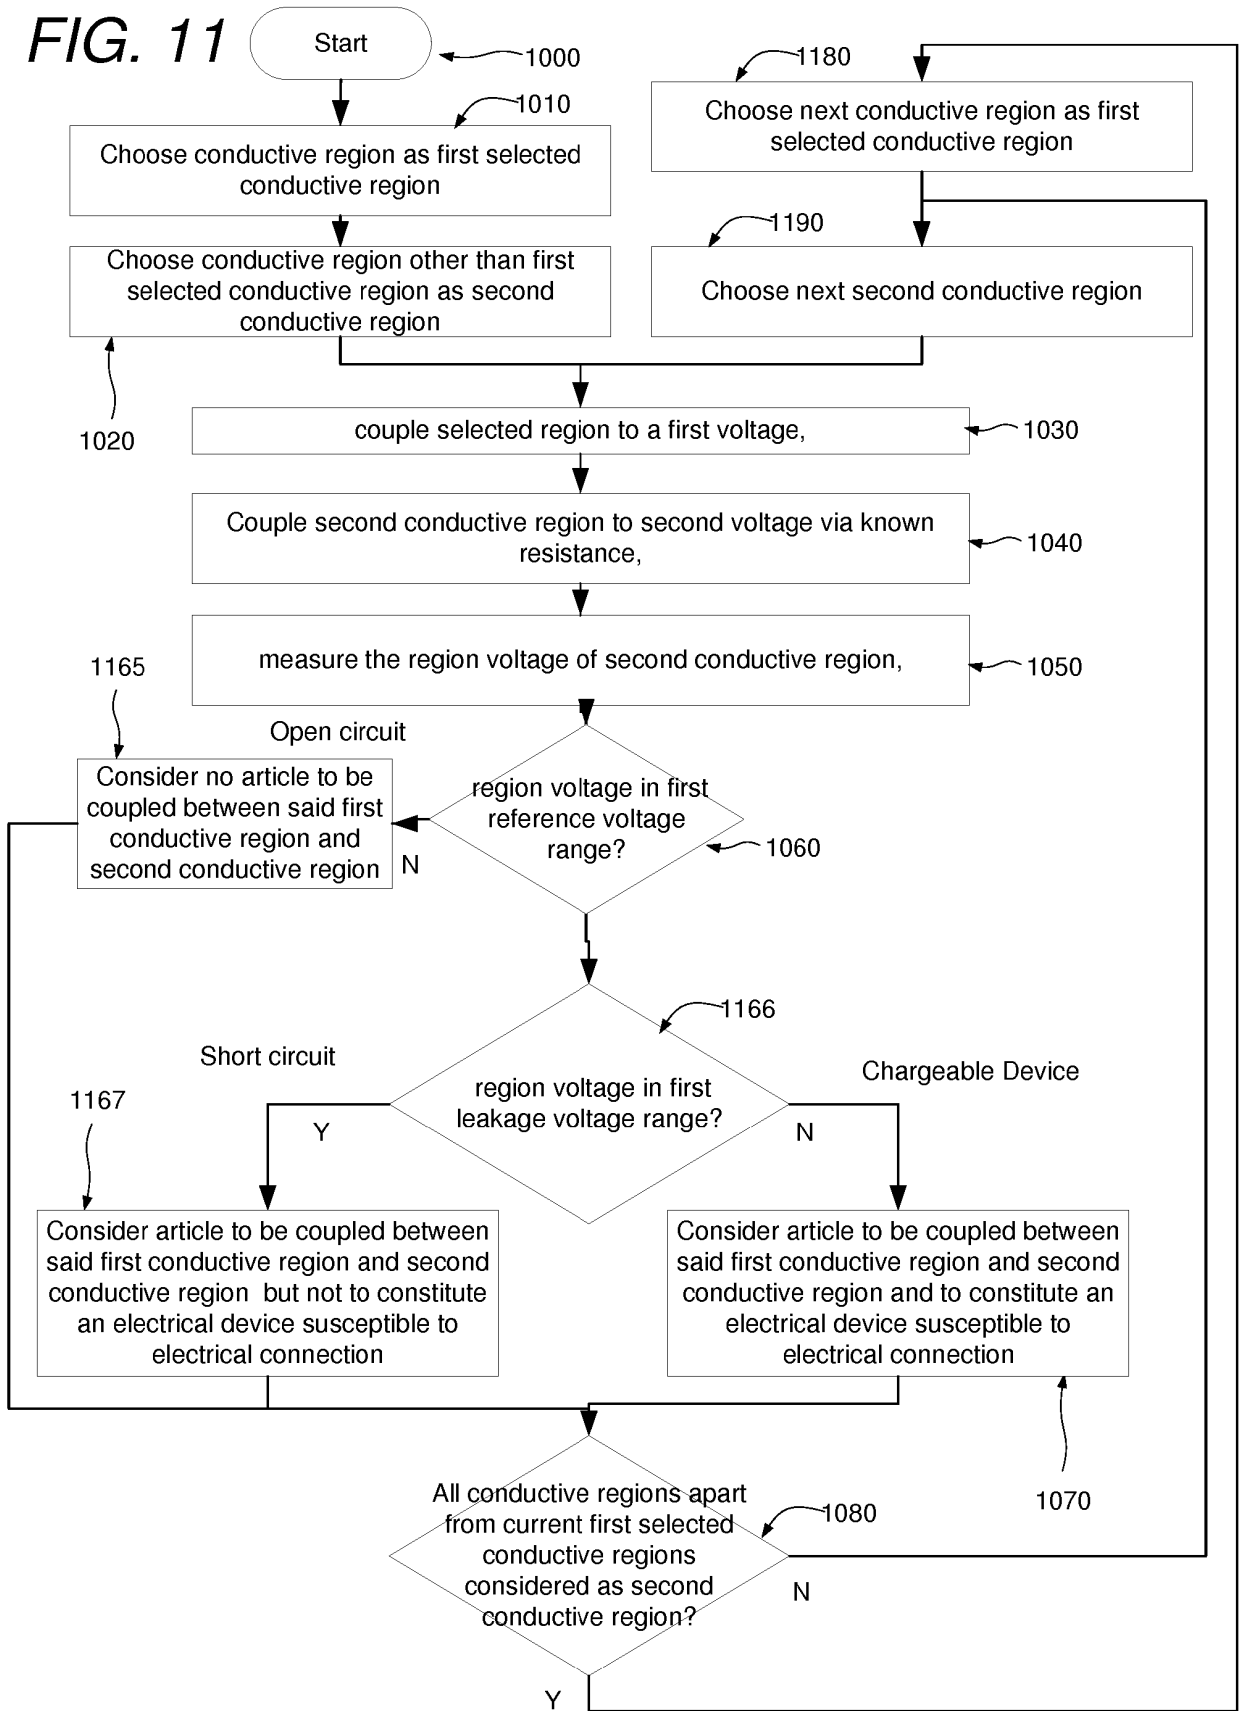 FIG. 11
Start
1000
1010
Choose conductive region as first selected
conductive region
Choose conductive region other than first
selected conductive region as second
conductive region
1020
1180
Choose next conductive region as first
selected conductive region
1190
Choose next second conductive region
couple selected region to a first voltage,
1030
Couple second conductive region to second voltage via known
resistance,
1040
measure the region voltage of second conductive region,
1050
1165
Open circuit
Consider no article to be
coupled between said first
conductive region and
second conductive region
N
region voltage in first
reference voltage
range?
1060
1166
Short circuit
Chargeable Device
region voltage in first
leakage voltage range?
1167
Y
N
Consider article to be coupled between
said first conductive region and second
conductive region but not to constitute
an electrical device susceptible to
electrical connection
Consider article to be coupled between
said first conductive region and second
conductive region and to constitute an
electrical device susceptible to
electrical connection
1070
All conductive regions apart
from current first selected
conductive regions
considered as second
conductive region?
1080
N
Y